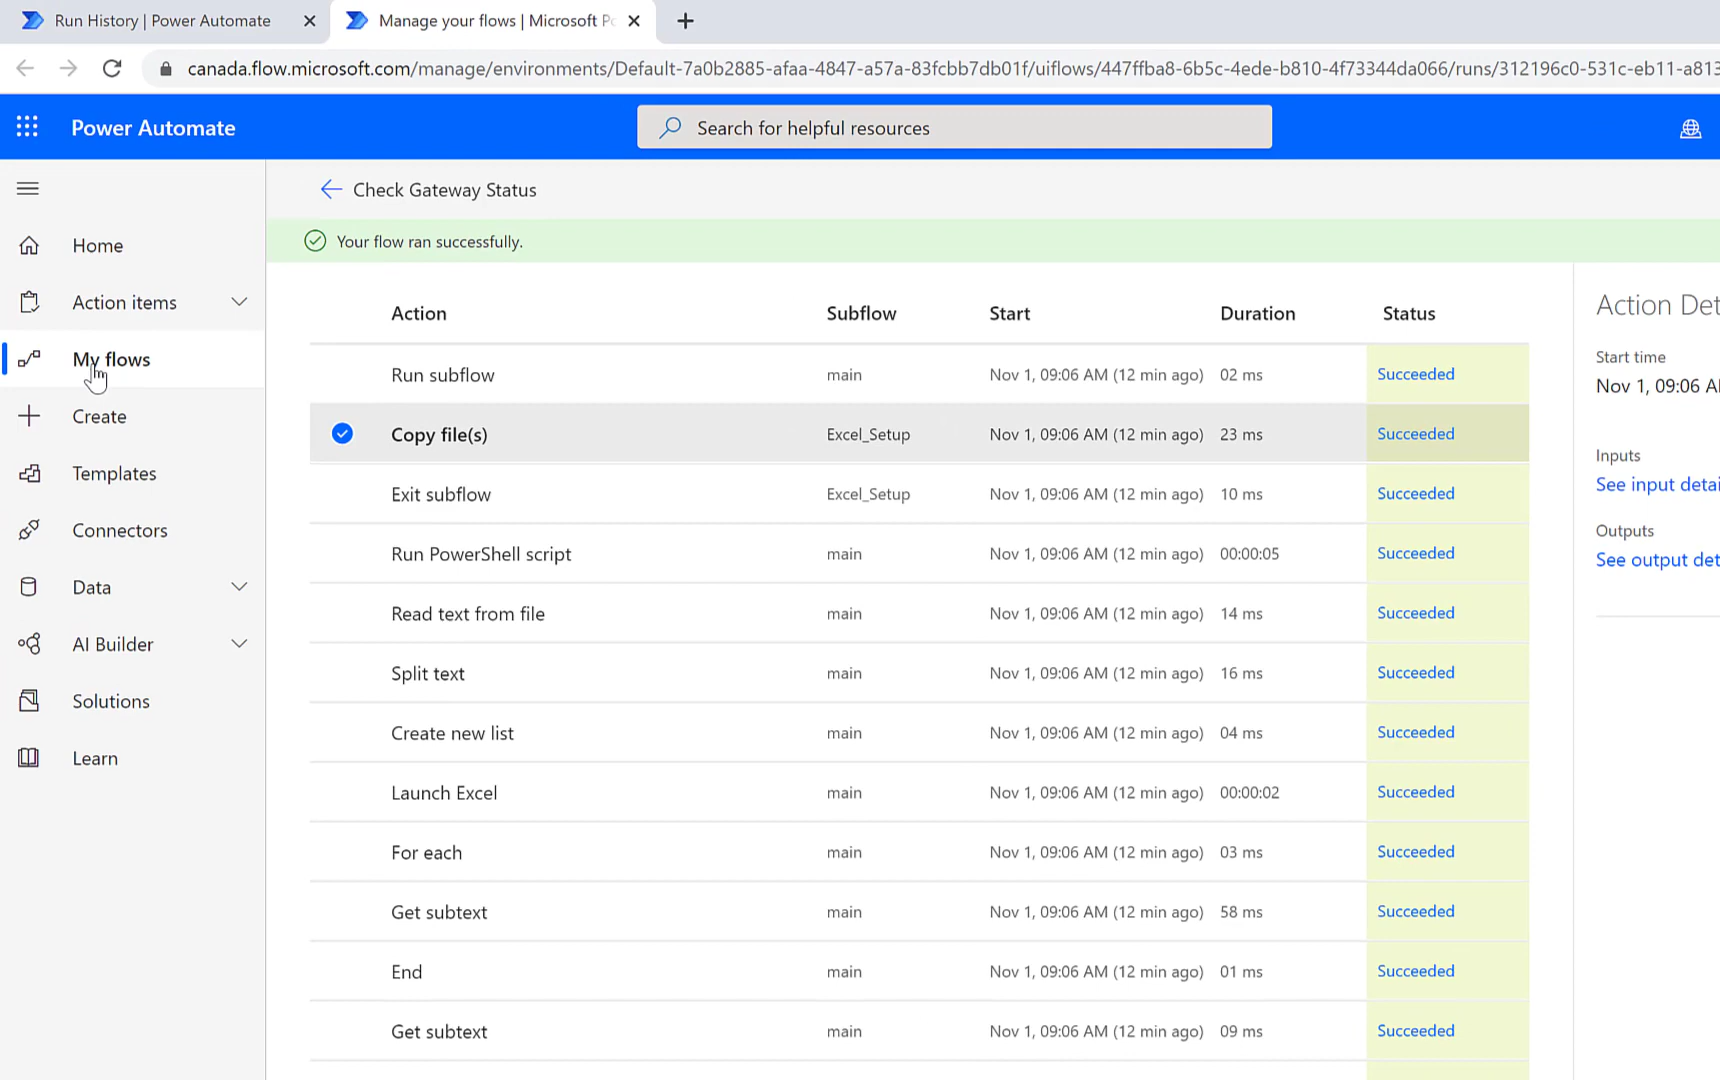 Run History | Power Automate
Manage your flows | Microsoft Po
canada.flow.microsoft.com/manage/environments/Default-7a0b2885-afaa-4847-a57a-83fcbb7db01f/uiflows/447ffba8-6b5c-4ede-b810-4f73344da066/runs/312196c0-531c-eb11-a813
Power Automate
Search for helpful resources
Home
Action items
My flows
Create
Templates
Connectors
Data
AI Builder
Solutions
Learn
Check Gateway Status
Your flow ran successfully.
Action Subflow Start Duration Status
Run subflow main Nov 1, 09:06 AM (12 min ago) 02 ms Succeeded
Copy file(s) Excel_Setup Nov 1, 09:06 AM (12 min ago) 23 ms Succeeded
Exit subflow Excel_Setup Nov 1, 09:06 AM (12 min ago) 10 ms Succeeded
Run PowerShell script main Nov 1, 09:06 AM (12 min ago) 00:00:05 Succeeded
Read text from file main Nov 1, 09:06 AM (12 min ago) 14 ms Succeeded
Split text main Nov 1, 09:06 AM (12 min ago) 16 ms Succeeded
Create new list main Nov 1, 09:06 AM (12 min ago) 04 ms Succeeded
Launch Excel main Nov 1, 09:06 AM (12 min ago) 00:00:02 Succeeded
For each main Nov 1, 09:06 AM (12 min ago) 03 ms Succeeded
Get subtext main Nov 1, 09:06 AM (12 min ago) 58 ms Succeeded
End main Nov 1, 09:06 AM (12 min ago) 01 ms Succeeded
Get subtext main Nov 1, 09:06 AM (12 min ago) 09 ms Succeeded
Action Det
Start time
Nov 1, 09:06 A
Inputs
See input detai
Outputs
See output det